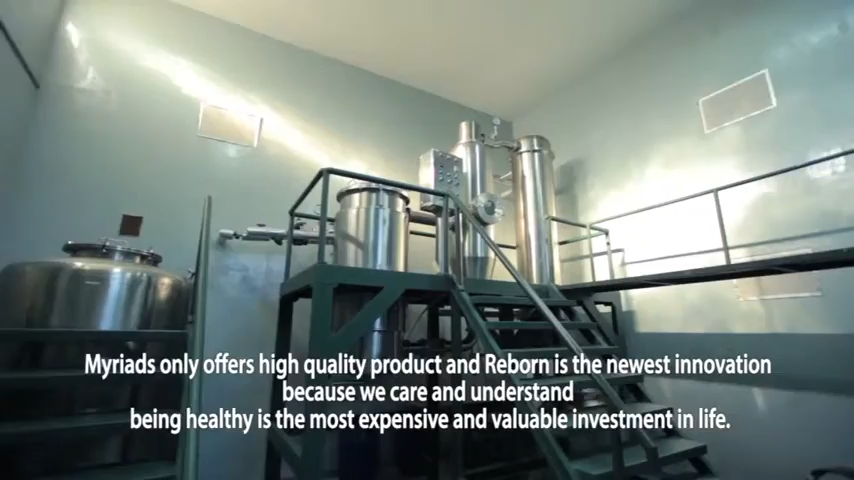 Myriads only offers high quality product and Reborn is the newest innovation
because we care and understand
being healthy is the most expensive and valuable investment in life.